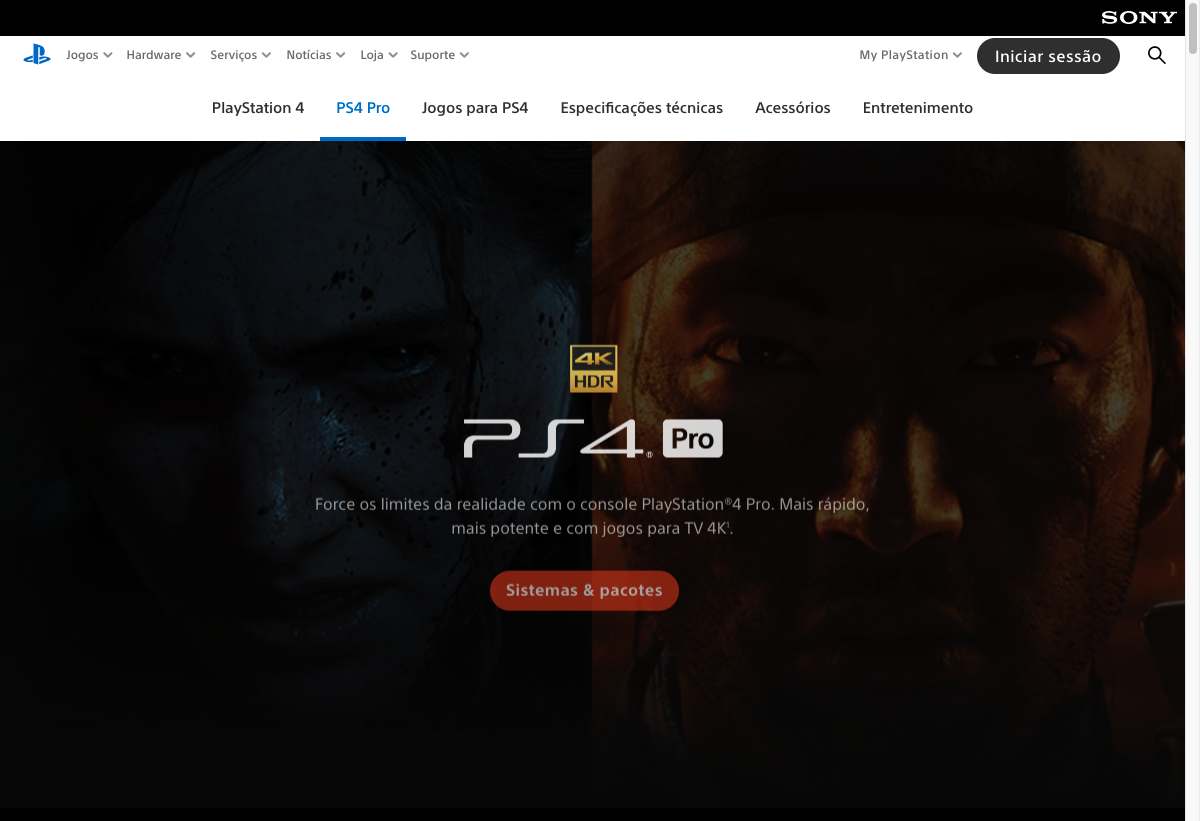 SONY
Jogos Hardware Serviços Notícias Loja Suporte My PlayStation Iniciar sessão
PlayStation 4 PS4 Pro Jogos para PS4 Especificações técnicas Acessórios Entretenimento
4K
HDR
PS4® Pro
Force os limites da realidade com o console PlayStation®4 Pro. Mais rápido,
mais potente e com jogos para TV 4K¹.
Sistemas & pacotes